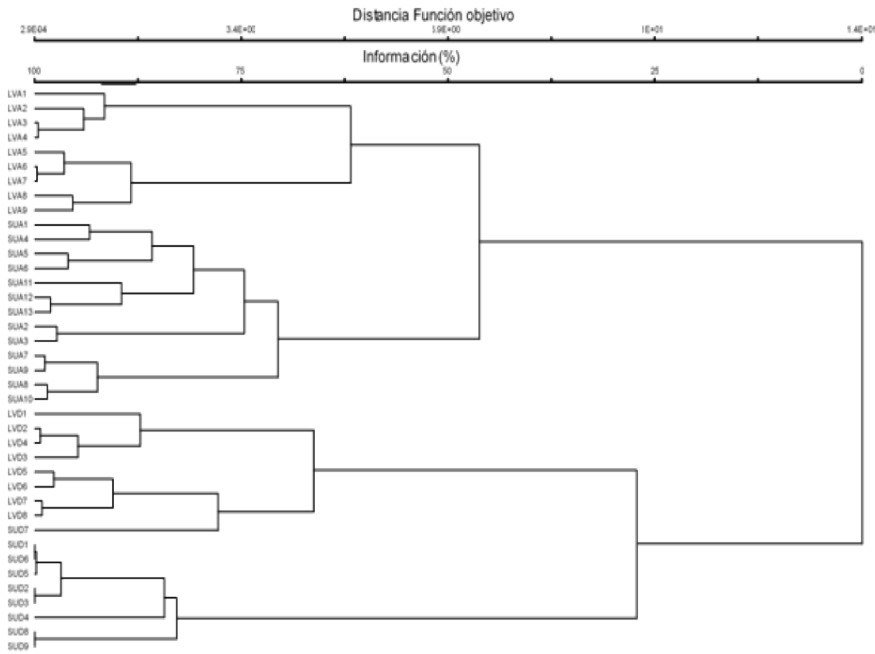 Distancia Función objetivo
2.9E-04 3.4E+00 6.9E+00 1E+01 1.4E+01
Información (%)
100 75 50 25 0
LVA1
LVA2
LVA3
LVA4
LVA5
LVA6
LVA7
LVA8
LVA9
SUA1
SUA4
SUA5
SUA6
SUA11
SUA12
SUA13
SUA2
SUA3
SUA7
SUA9
SUA8
SUA10
LVD1
LVD2
LVD4
LVD3
LVD5
LVD6
LVD7
LVD8
SUD7
SUD1
SUD6
SUD5
SUD2
SUD3
SUD4
SUD8
SUD9